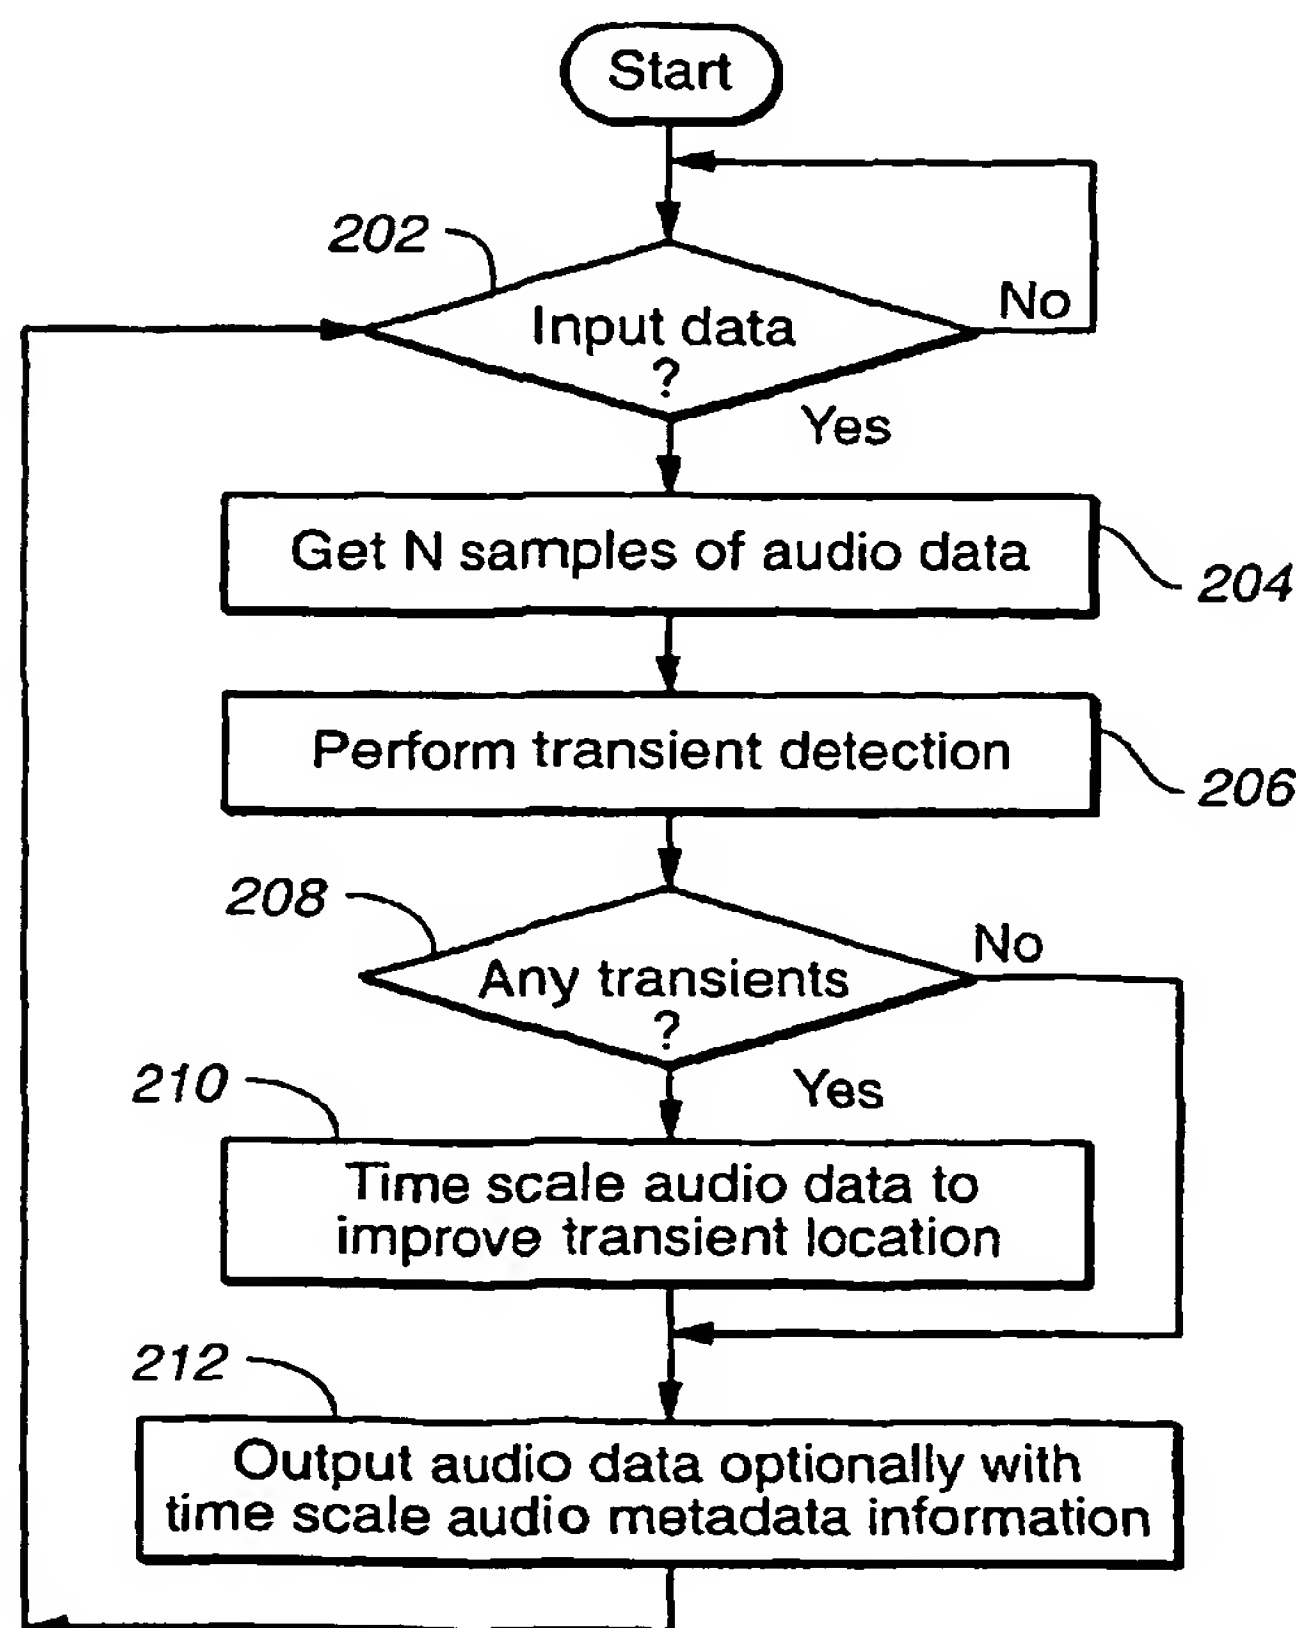 Start
202
Input data
?
No
Yes
Get N samples of audio data
204
Perform transient detection
206
208
Any transients
?
No
Yes
210
Time scale audio data to
improve transient location
212
Output audio data optionally with
time scale audio metadata information